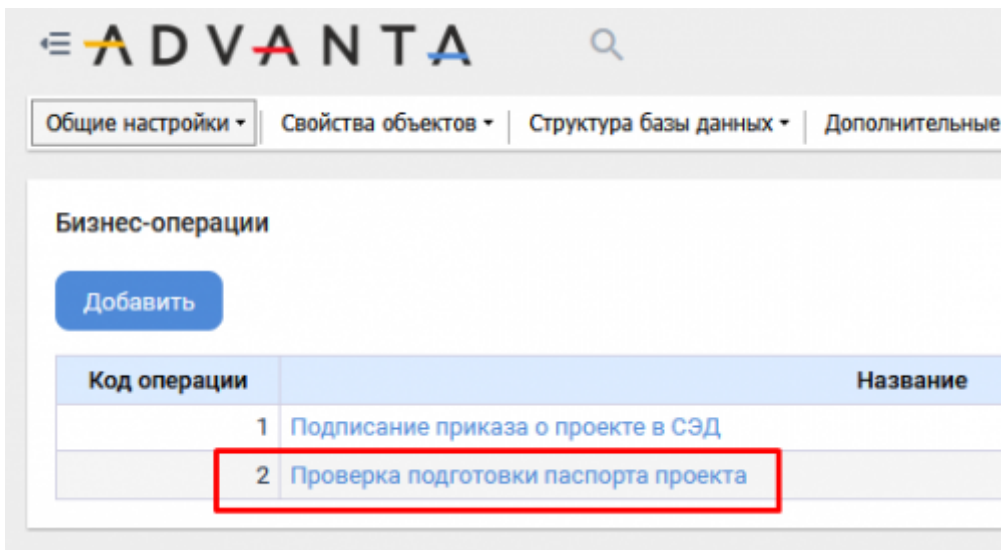 ADVANTA
Общие настройки Свойства объектов Структура базы данных Дополнительные
Бизнес-операции
Добавить
Код операции Название
1 Подписание приказа о проекте в СЭД
2 Проверка подготовки паспорта проекта